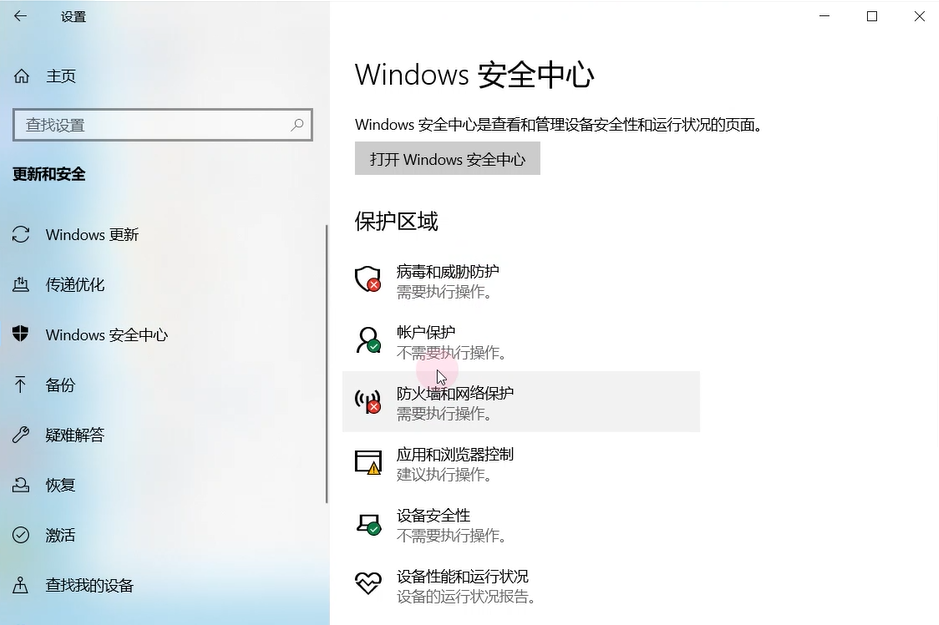 设置
主页
查找设置
更新和安全
Windows 更新
传递优化
Windows 安全中心
备份
疑难解答
恢复
激活
查找我的设备
Windows 安全中心
Windows 安全中心是查看和管理设备安全性和运行状况的页面。
打开 Windows 安全中心
保护区域
病毒和威胁防护
需要执行操作。
帐户保护
不需要执行操作。
防火墙和网络保护
需要执行操作。
应用和浏览器控制
建议执行操作。
设备安全性
不需要执行操作。
设备性能和运行状况
设备的运行状况报告。